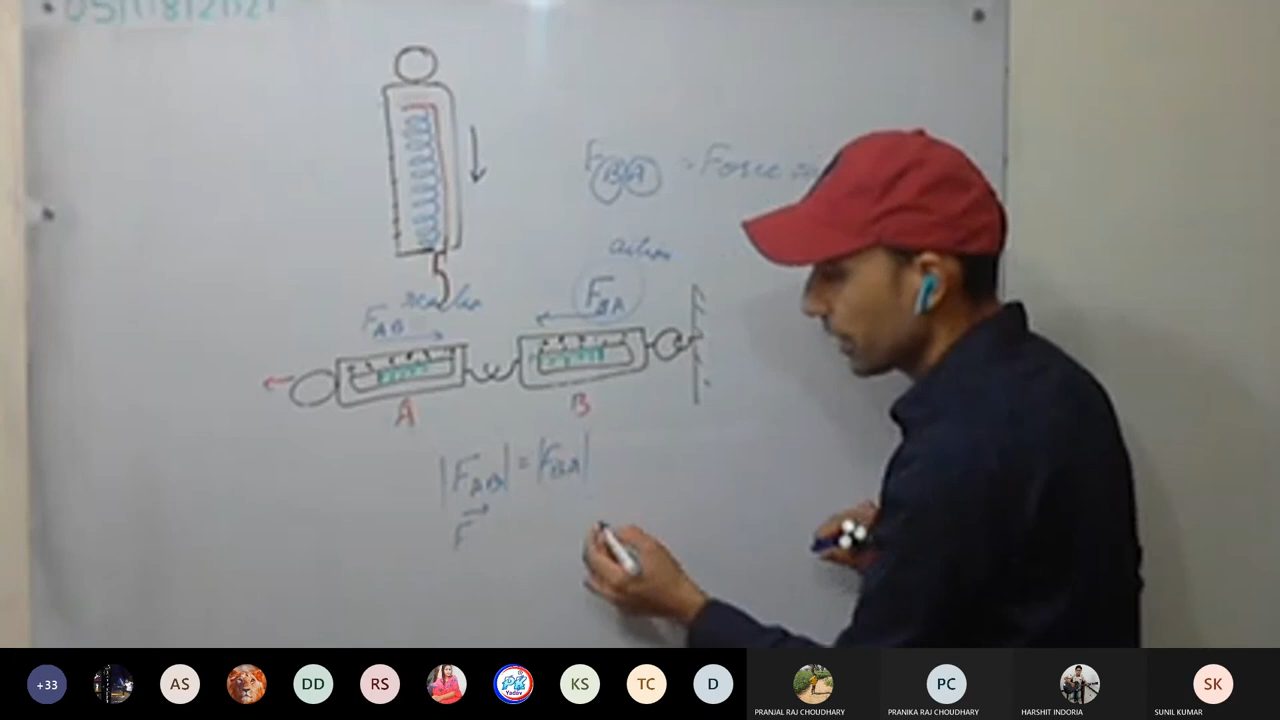 F_BA = Force
action
F_BA
F_AB
A
B
|F_AB| = |F_BA|
F
+33
AS
DD
RS
Yadav
KS
TC
D
PRANJAL RAJ CHOUDHARY
PC
PRANIKA RAJ CHOUDHARY
HARSHIT INDORIA
SK
SUNIL KUMAR